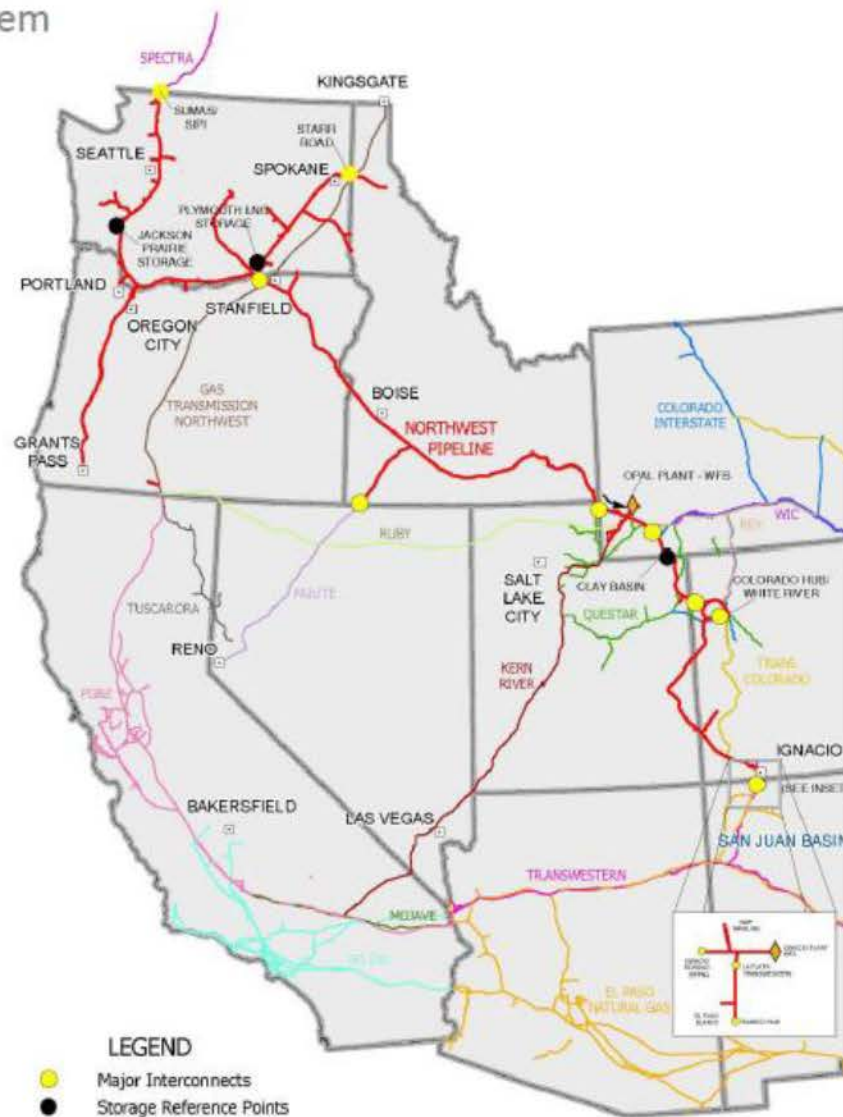 em
SPECTRA
KINGSGATE
SUMAS/
SIPI
STARR
ROAD
SEATTLE
SPOKANE
PLYMOUTH LNG
STORAGE
JACKSON
PRAIRIE
STORAGE
PORTLAND
STANFIELD
OREGON
CITY
BOISE
GAS
TRANSMISSION
NORTHWEST
COLORADO
INTERSTATE
NORTHWEST
PIPELINE
GRANTS
PASS
OPAL PLANT - WFS
WIC
RUBY
SALT
LAKE
CITY
CLAY BASIN
COLORADO HUB/
WHITE RIVER
TUSCARORA
PAIUTE
QUESTAR
RENO
KERN
RIVER
TRANS
COLORADO
PG&E
IGNACIO
(SEE INSET
BAKERSFIELD
LAS VEGAS
SAN JUAN BASIN
TRANSWESTERN
MOJAVE
EL PASO
NATURAL GAS
LEGEND
Major Interconnects
Storage Reference Points